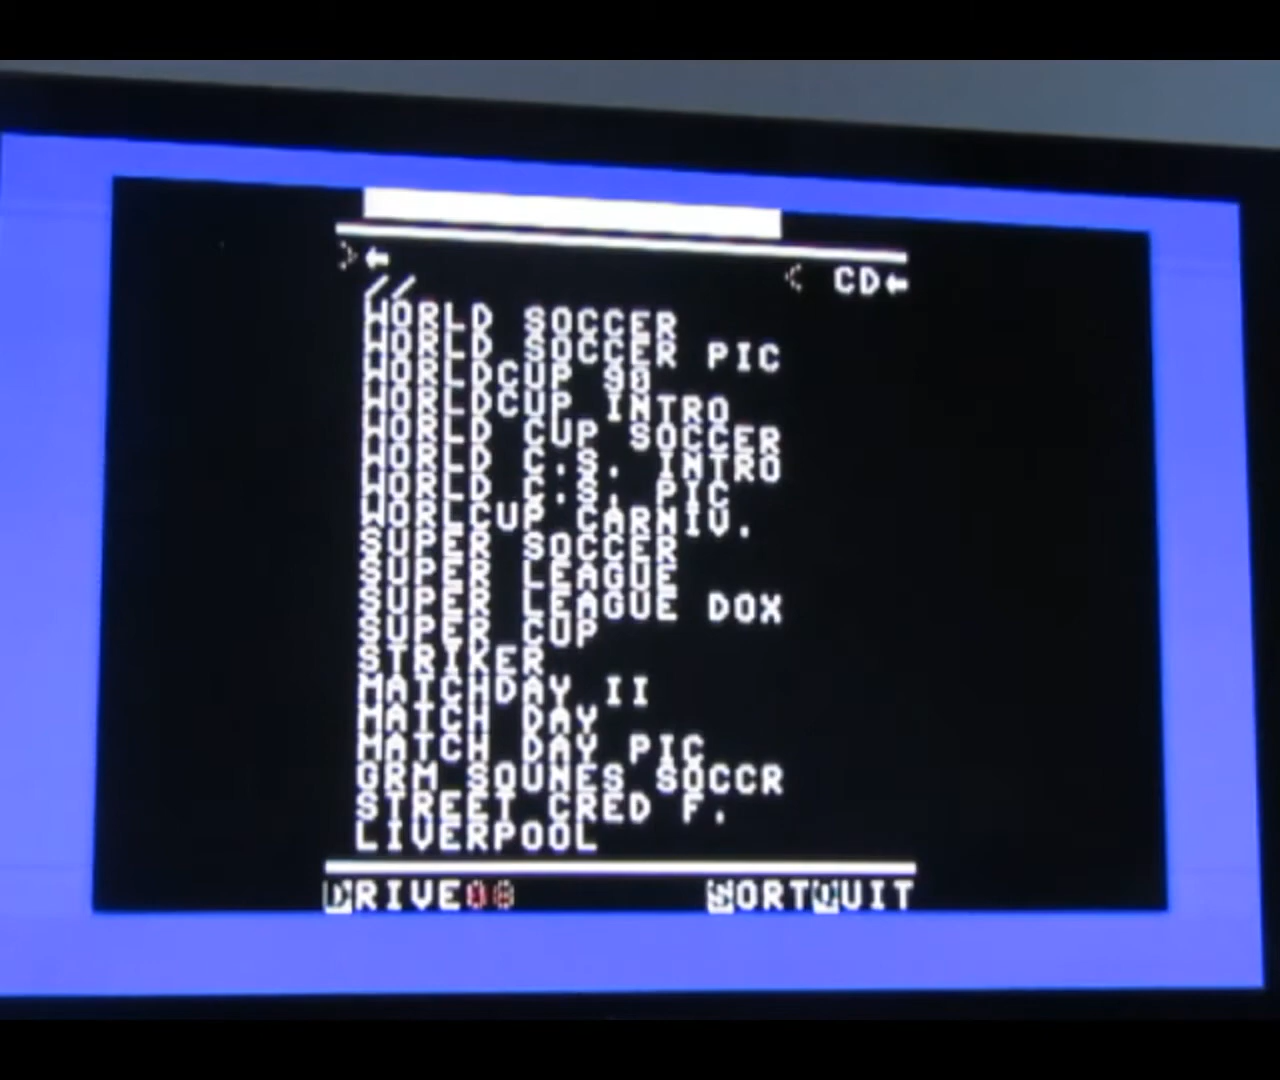 >←
< CD←
//
WORLD SOCCER
WORLD SOCCER PIC
WORLDCUP 90
WORLDCUP INTRO
WORLD CUP SOCCER
WORLD C.S. INTRO
WORLD C.S. PIC
WORLCUP CARNIV.
SUPER SOCCER
SUPER LEAGUE
SUPER LEAGUE DOX
SUPER CUP
STRIKER
MATCHDAY II
MATCH DAY
MATCH DAY PIC
GRM SOUNES SOCCR
STREET CRED F.
LIVERPOOL
DRIVE08 SORTQUIT